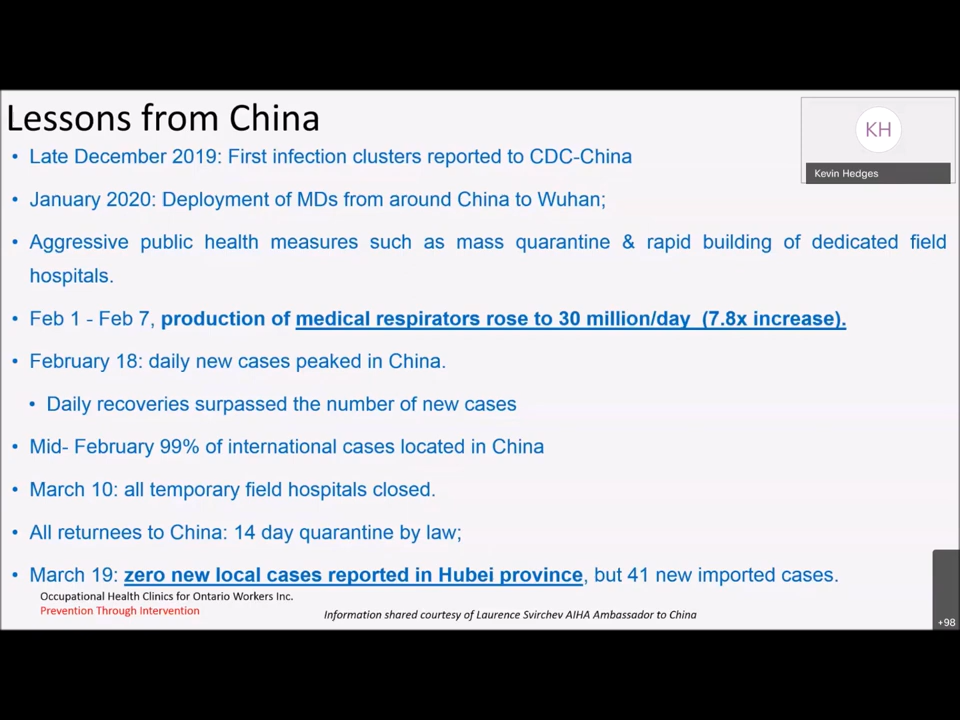 Lessons from China
KH
Kevin Hedges
• Late December 2019: First infection clusters reported to CDC-China
• January 2020: Deployment of MDs from around China to Wuhan;
• Aggressive public health measures such as mass quarantine & rapid building of dedicated field
hospitals.
• Feb 1 - Feb 7, production of medical respirators rose to 30 million/day (7.8x increase).
• February 18: daily new cases peaked in China.
• Daily recoveries surpassed the number of new cases
• Mid- February 99% of international cases located in China
• March 10: all temporary field hospitals closed.
• All returnees to China: 14 day quarantine by law;
• March 19: zero new local cases reported in Hubei province, but 41 new imported cases.
Occupational Health Clinics for Ontario Workers Inc.
Prevention Through Intervention
Information shared courtesy of Laurence Svirchev AIHA Ambassador to China
+98